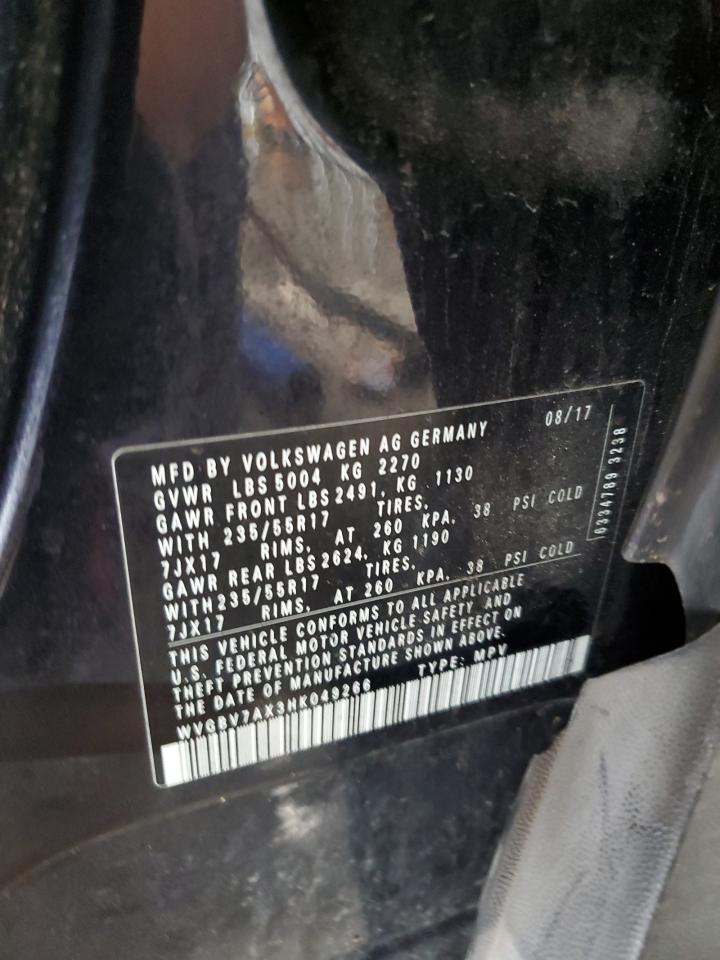 08/17
MFD BY VOLKSWAGEN AG GERMANY
GVWR LBS 5004 KG 2270
GAWR FRONT LBS 2491, KG 1130
WITH 235/55R17 TIRES,
7JX17 RIMS, AT 260 KPA, 38 PSI COLD
GAWR REAR LBS 2624, KG 1190
WITH 235/55R17 TIRES,
7JX17 RIMS, AT 260 KPA, 38 PSI COLD
THIS VEHICLE CONFORMS TO ALL APPLICABLE
U.S. FEDERAL MOTOR VEHICLE SAFETY AND
THEFT PREVENTION STANDARDS IN EFFECT ON
THE DATE OF MANUFACTURE SHOWN ABOVE.
WVGBV7AX3HK049266 TYPE: MPV
6334789 3238